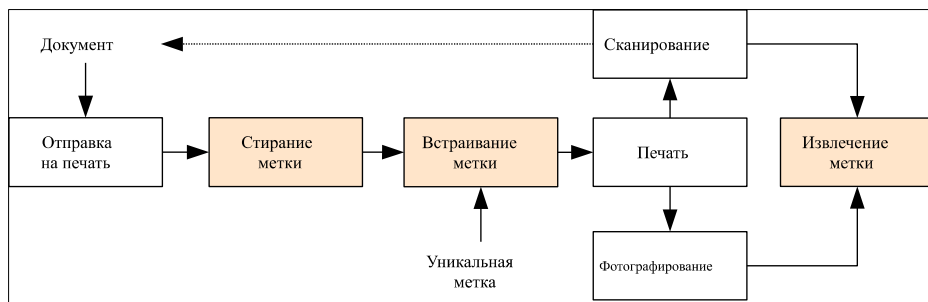 Документ
Сканирование
Отправка
на печать
Стирание
метки
Встраивание
метки
Печать
Извлечение
метки
Уникальная
метка
Фотографирование